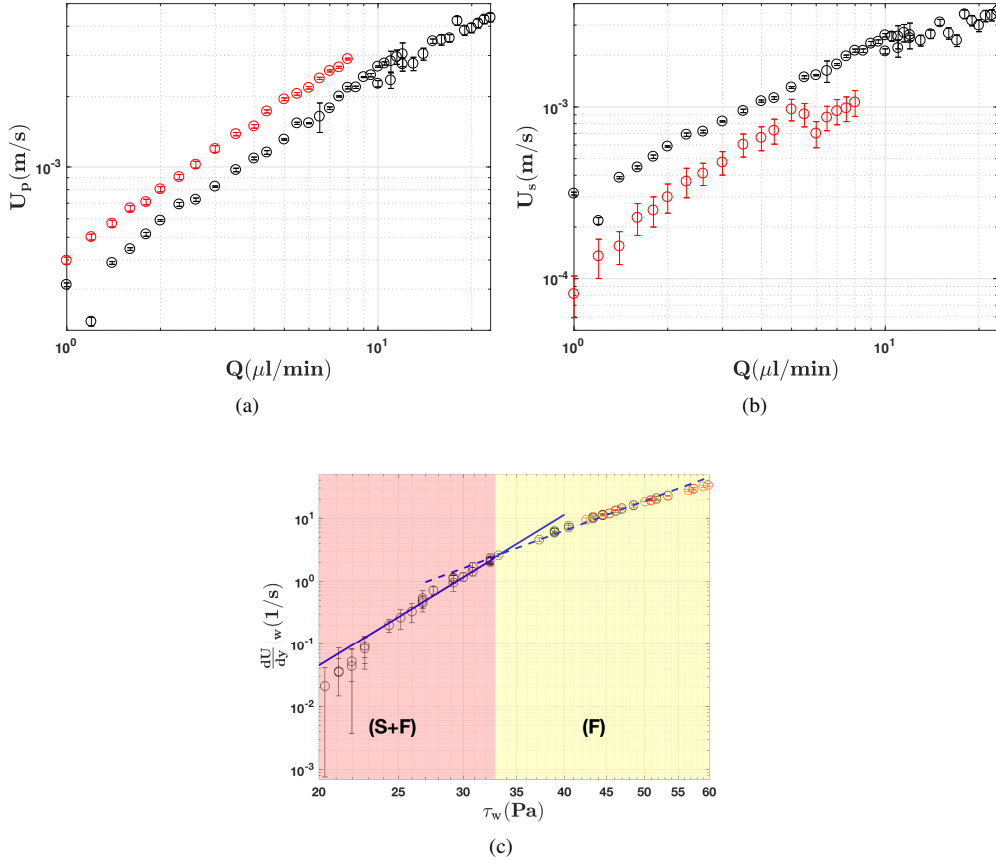 U_p(m/s)
10^-3
10^0
10^1
Q(μl/min)
(a)
U_s(m/s)
10^-3
10^-4
10^0
10^1
Q(μl/min)
(b)
dU/dy_w(1/s)
10^1
10^0
10^-1
10^-2
10^-3
(S+F)
(F)
20 25 30 35 40 45 50 55 60
τ_w(Pa)
(c)